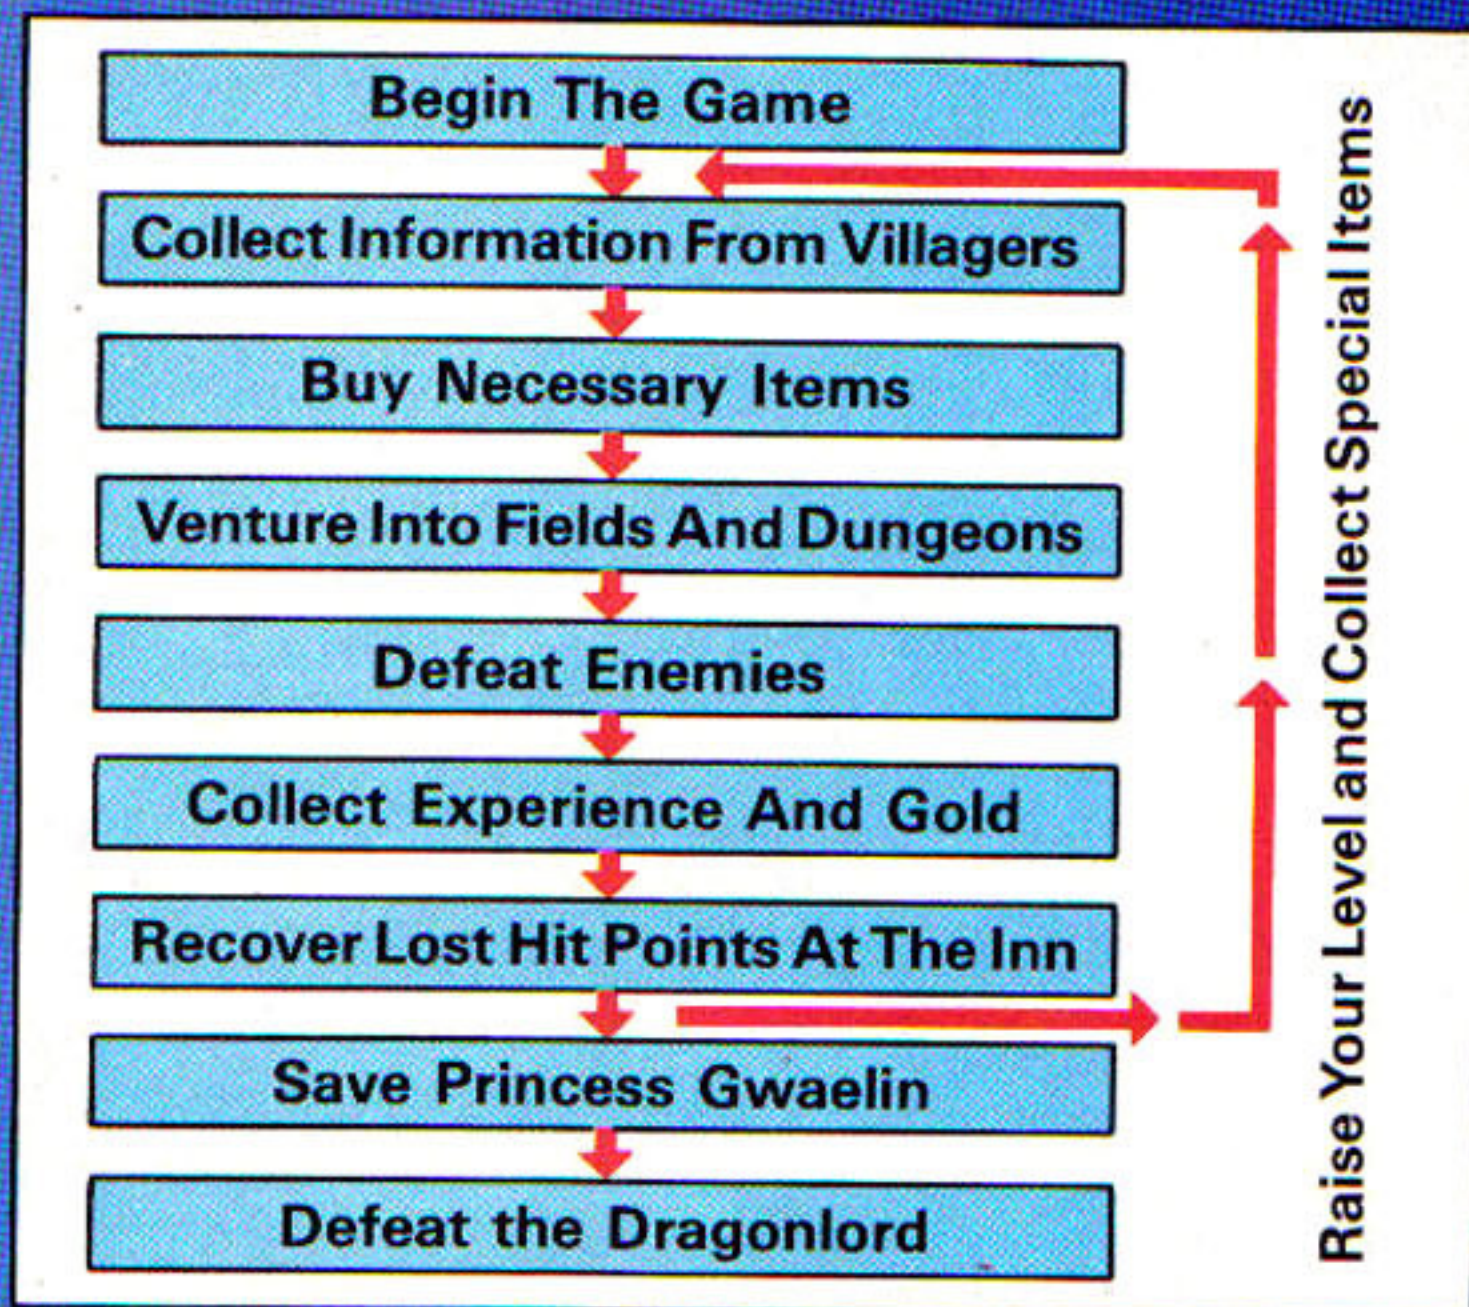 Begin The Game
Collect Information From Villagers
Buy Necessary Items
Venture Into Fields And Dungeons
Defeat Enemies
Collect Experience And Gold
Recover Lost Hit Points At The Inn
Save Princess Gwaelin
Defeat the Dragonlord
Raise Your Level and Collect Special Items